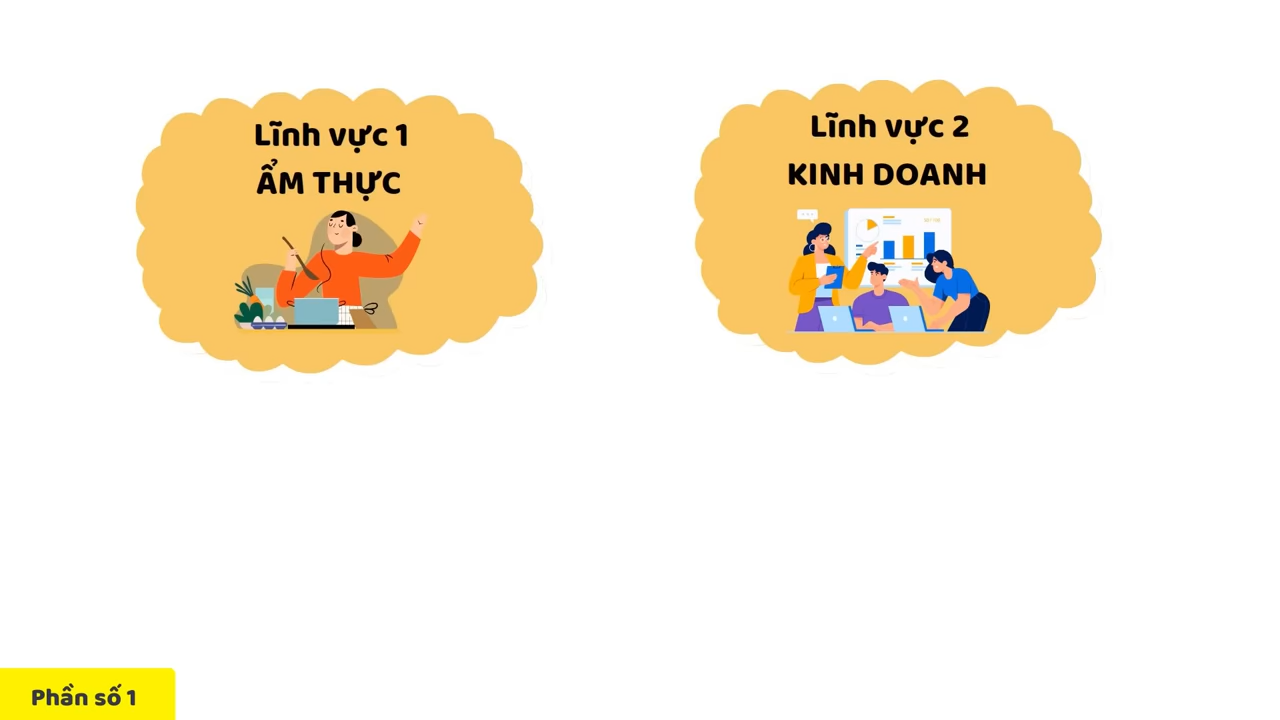 Lĩnh vực 1
ẨM THỰC
Lĩnh vực 2
KINH DOANH
Phần số 1